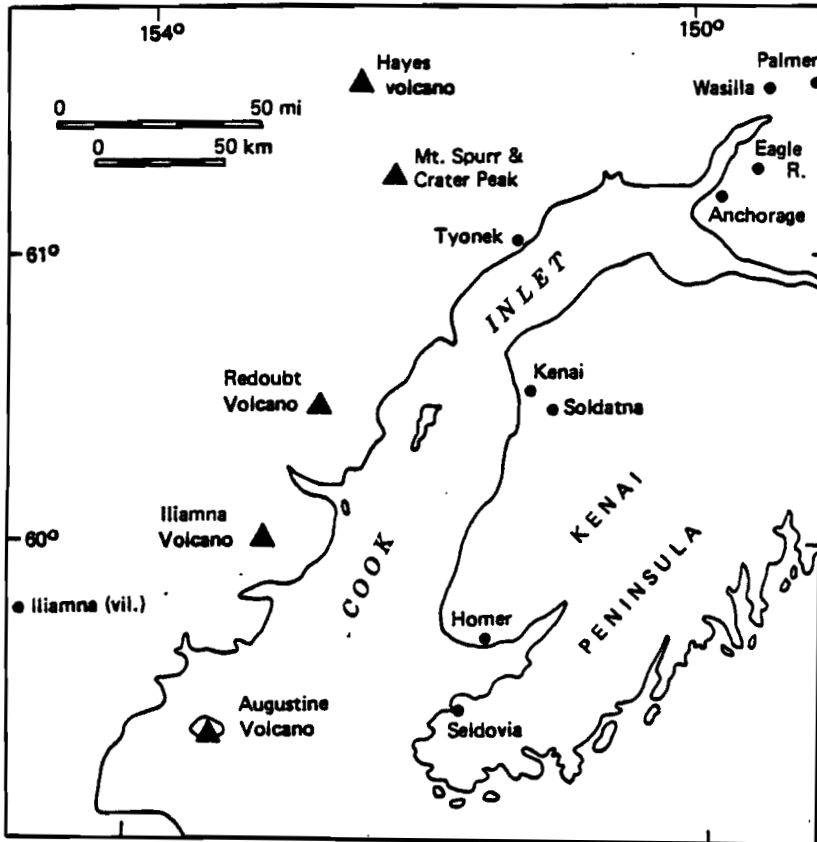 154°
150°
Hayes
volcano
Palmer
Wasilla
0 50 mi
0 50 km
Mt. Spurr &
Crater Peak
Eagle
R.
Anchorage
Tyonek
61°
INLET
Redoubt
Volcano
Kenai
Soldatna
Iliamna
Volcano
60°
KENAI
COOK
PENINSULA
Iliamna (vil.)
Homer
Augustine
Volcano
Seldovia